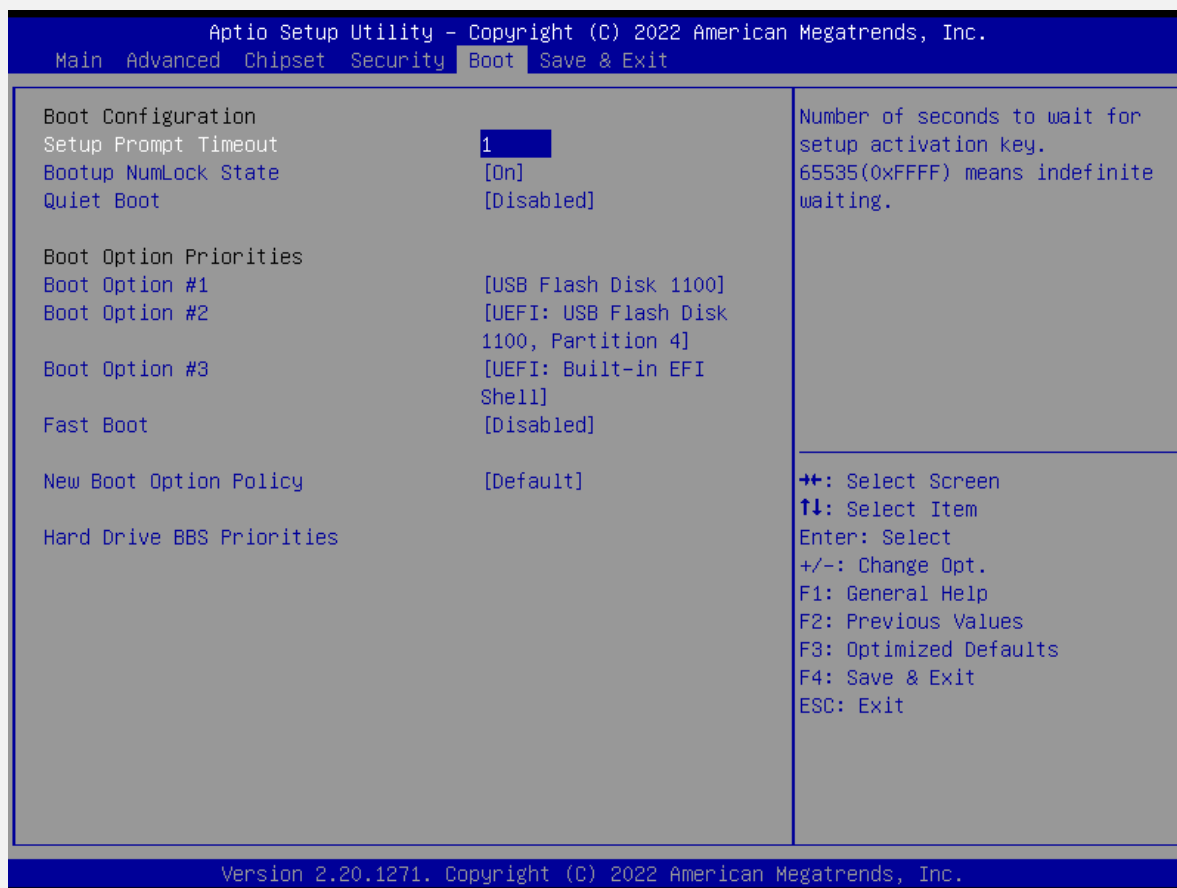 Aptio Setup Utility – Copyright (C) 2022 American Megatrends, Inc.
Main Advanced Chipset Security Boot Save & Exit
Boot Configuration
Setup Prompt Timeout 1
Bootup NumLock State [On]
Quiet Boot [Disabled]
Boot Option Priorities
Boot Option #1 [USB Flash Disk 1100]
Boot Option #2 [UEFI: USB Flash Disk
1100, Partition 4]
Boot Option #3 [UEFI: Built-in EFI
Shell]
Fast Boot [Disabled]
New Boot Option Policy [Default]
Hard Drive BBS Priorities
Number of seconds to wait for
setup activation key.
65535(0xFFFF) means indefinite
waiting.
→←: Select Screen
↑↓: Select Item
Enter: Select
+/-: Change Opt.
F1: General Help
F2: Previous Values
F3: Optimized Defaults
F4: Save & Exit
ESC: Exit
Version 2.20.1271. Copyright (C) 2022 American Megatrends, Inc.